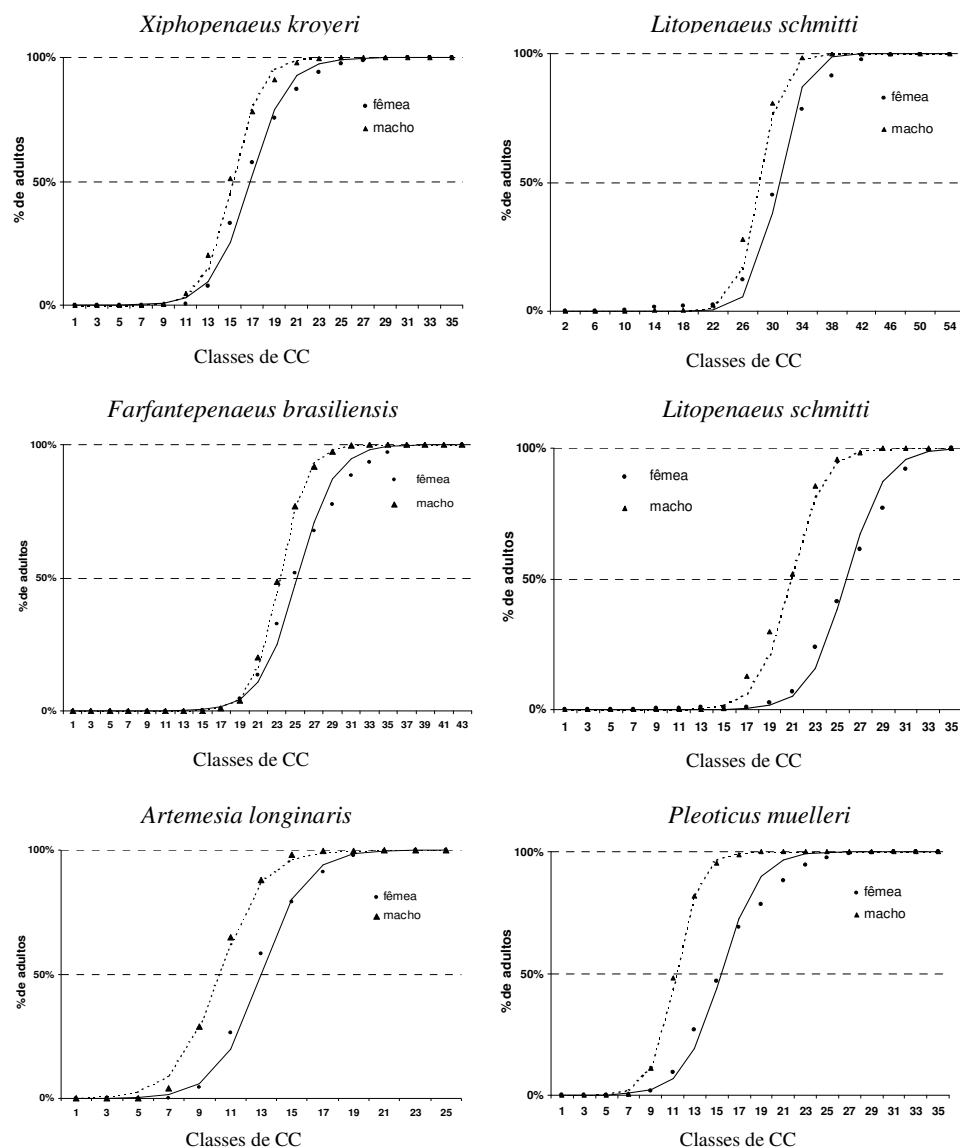 Xiphopenaeus kroyeri
100%
50%
0%
% de adultos
fêmea
macho
1 3 5 7 9 11 13 15 17 19 21 23 25 27 29 31 33 35
Classes de CC
Litopenaeus schmitti
100%
50%
0%
% de adultos
fêmea
macho
2 6 10 14 18 22 26 30 34 38 42 46 50 54
Classes de CC
Farfantepenaeus brasiliensis
100%
50%
0%
% de adultos
fêmea
macho
1 3 5 7 9 11 13 15 17 19 21 23 25 27 29 31 33 35 37 39 41 43
Classes de CC
Litopenaeus schmitti
100%
50%
0%
% de adultos
fêmea
macho
1 3 5 7 9 11 13 15 17 19 21 23 25 27 29 31 33 35
Classes de CC
Artemesia longinaris
100%
50%
0%
% de adultos
fêmea
macho
1 3 5 7 9 11 13 15 17 19 21 23 25
Classes de CC
Pleoticus muelleri
100%
50%
0%
% de adultos
fêmea
macho
1 3 5 7 9 11 13 15 17 19 21 23 25 27 29 31 33 35
Classes de CC